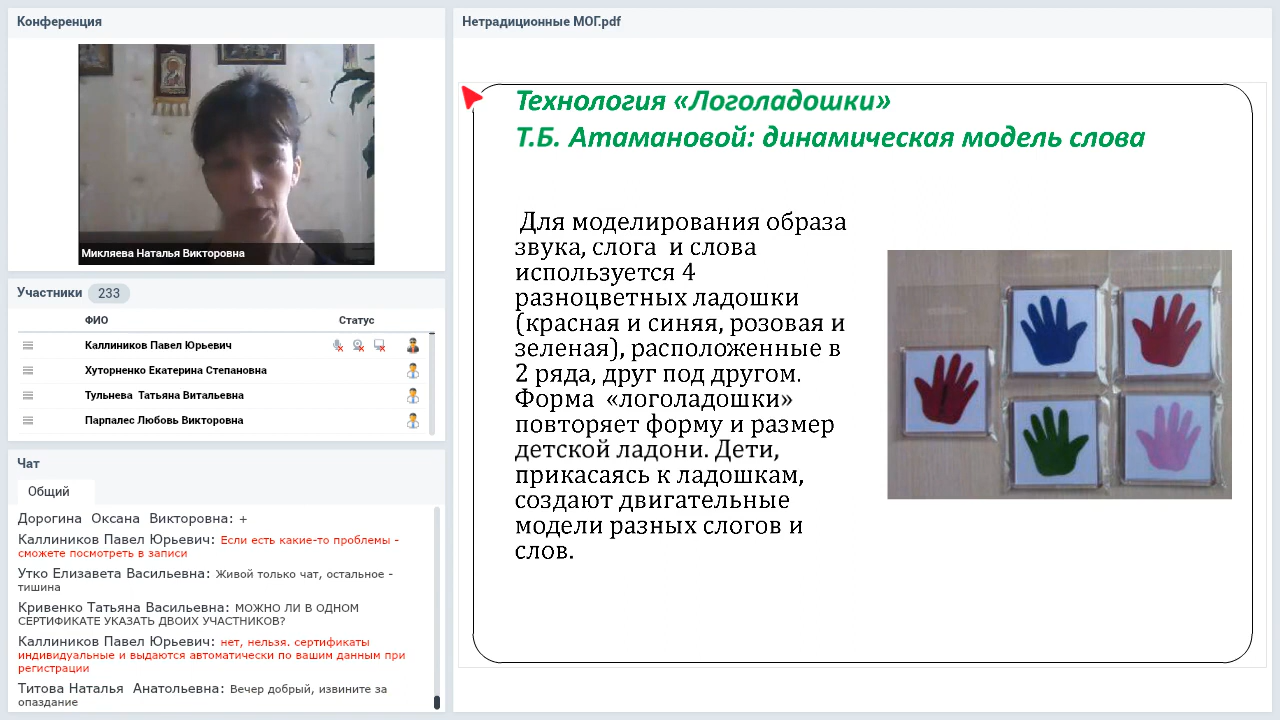 Конференция
Микляева Наталья Викторовна
Участники 233
ФИО Статус
Каллиников Павел Юрьевич
Хуторненко Екатерина Степановна
Тульнева Татьяна Витальевна
Парпалес Любовь Викторовна
Чат
Общий
Дорогина Оксана Викторовна: +
Каллиников Павел Юрьевич: Если есть какие-то проблемы -
сможете посмотреть в записи
Утко Елизавета Васильевна: Живой только чат, остальное -
тишина
Кривенко Татьяна Васильевна: МОЖНО ЛИ В ОДНОМ
СЕРТИФИКАТЕ УКАЗАТЬ ДВОИХ УЧАСТНИКОВ?
Каллиников Павел Юрьевич: нет, нельзя. сертификаты
индивидуальные и выдаются автоматически по вашим данным при
регистрации
Титова Наталья Анатольевна: Вечер добрый, извините за
опаздание
Нетрадиционные МОГ.pdf
Технология «Логоладошки»
Т.Б. Атамановой: динамическая модель слова
Для моделирования образа
звука, слога и слова
используется 4
разноцветных ладошки
(красная и синяя, розовая и
зеленая), расположенные в
2 ряда, друг под другом.
Форма «логоладошки»
повторяет форму и размер
детской ладони. Дети,
прикасаясь к ладошкам,
создают двигательные
модели разных слогов и
слов.